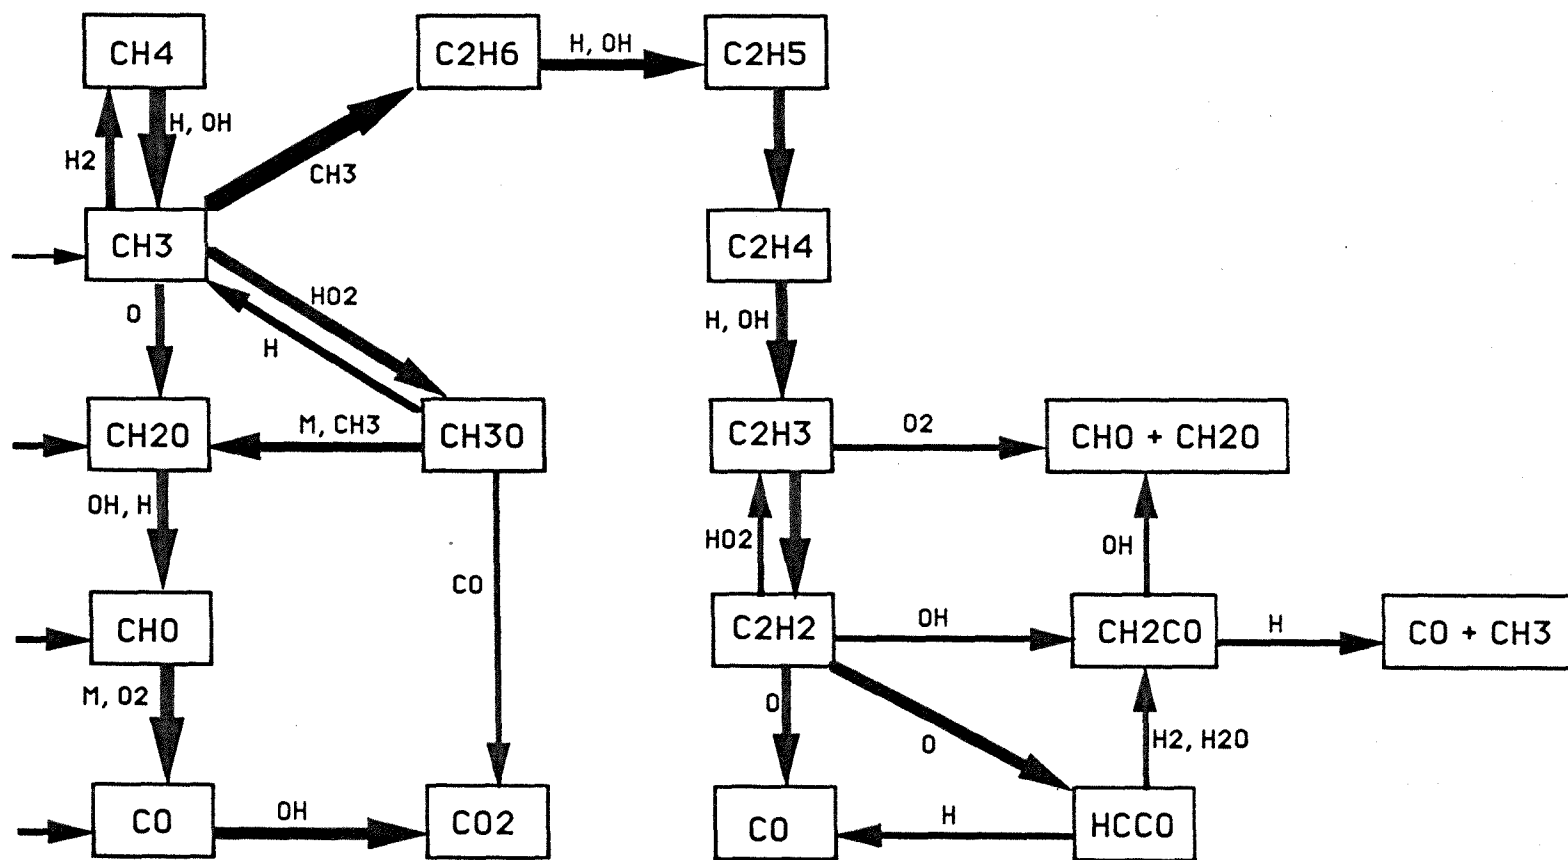 CH4
C2H6
H, OH
C2H5
H, OH
H2
CH3
CH3
C2H4
HO2
O
H
H, OH
CH2O
M, CH3
CH3O
C2H3
O2
CHO + CH2O
OH, H
HO2
OH
CO
CHO
C2H2
OH
CH2CO
H
CO + CH3
M, O2
O
O
H2, H2O
CO
OH
CO2
CO
H
HCCO